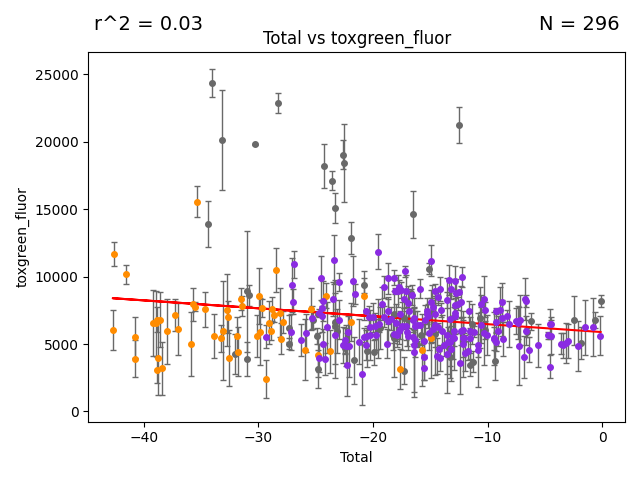 r^2 = 0.03 N = 296
Total vs toxgreen_fluor
25000
20000
15000
10000
5000
0
toxgreen_fluor
−40 −30 −20 −10 0
Total